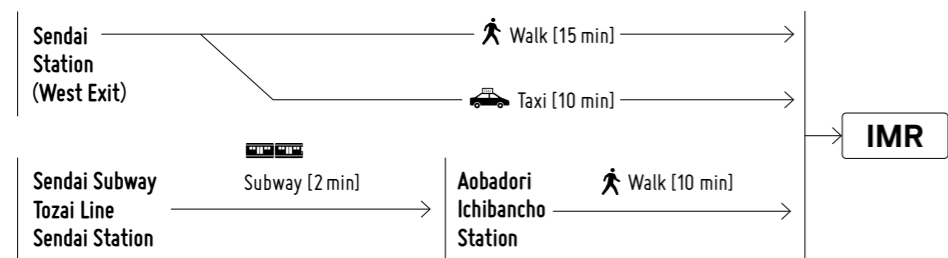 Sendai
Station
(West Exit)
Walk [15 min]
Taxi [10 min]
IMR
Sendai Subway
Tozai Line
Sendai Station
Subway [2 min]
Aobadori
Ichibancho
Station
Walk [10 min]